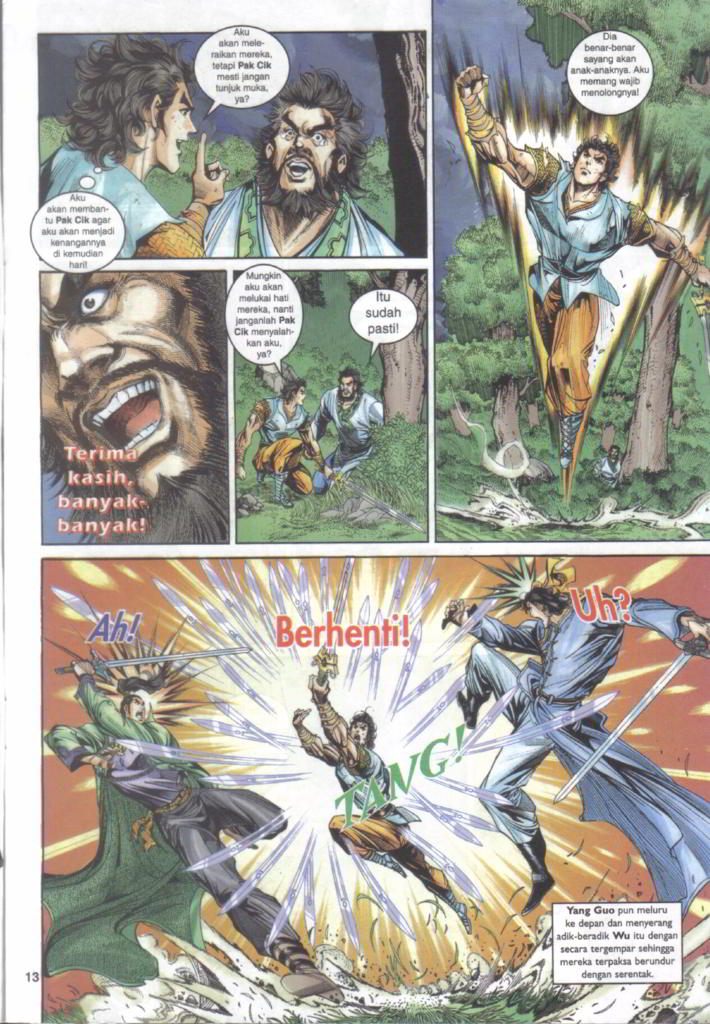 Aku
akan mele-
raikan mereka,
tetapi Pak Cik
mesti jangan
tunjuk muka,
ya?
Aku
akan memban-
tu Pak Cik agar
aku akan menjadi
kenangannya
di kemudian
hari!
Dia
benar-benar
sayang akan
anak-anaknya. Aku
memang wajib
menolongnya!
Terima
kasih,
banyak-
banyak!
Mungkin
aku akan
melukai hati
mereka, nanti
janganlah Pak
Cik menyalah-
kan aku,
ya?
Itu
sudah
pasti!
Ah!
Berhenti!
Uh?
TANG!
Yang Guo pun meluru
ke depan dan menyerang
adik-beradik Wu itu dengan
secara tergempar sehingga
mereka terpaksa berundur
dengan serentak.
13